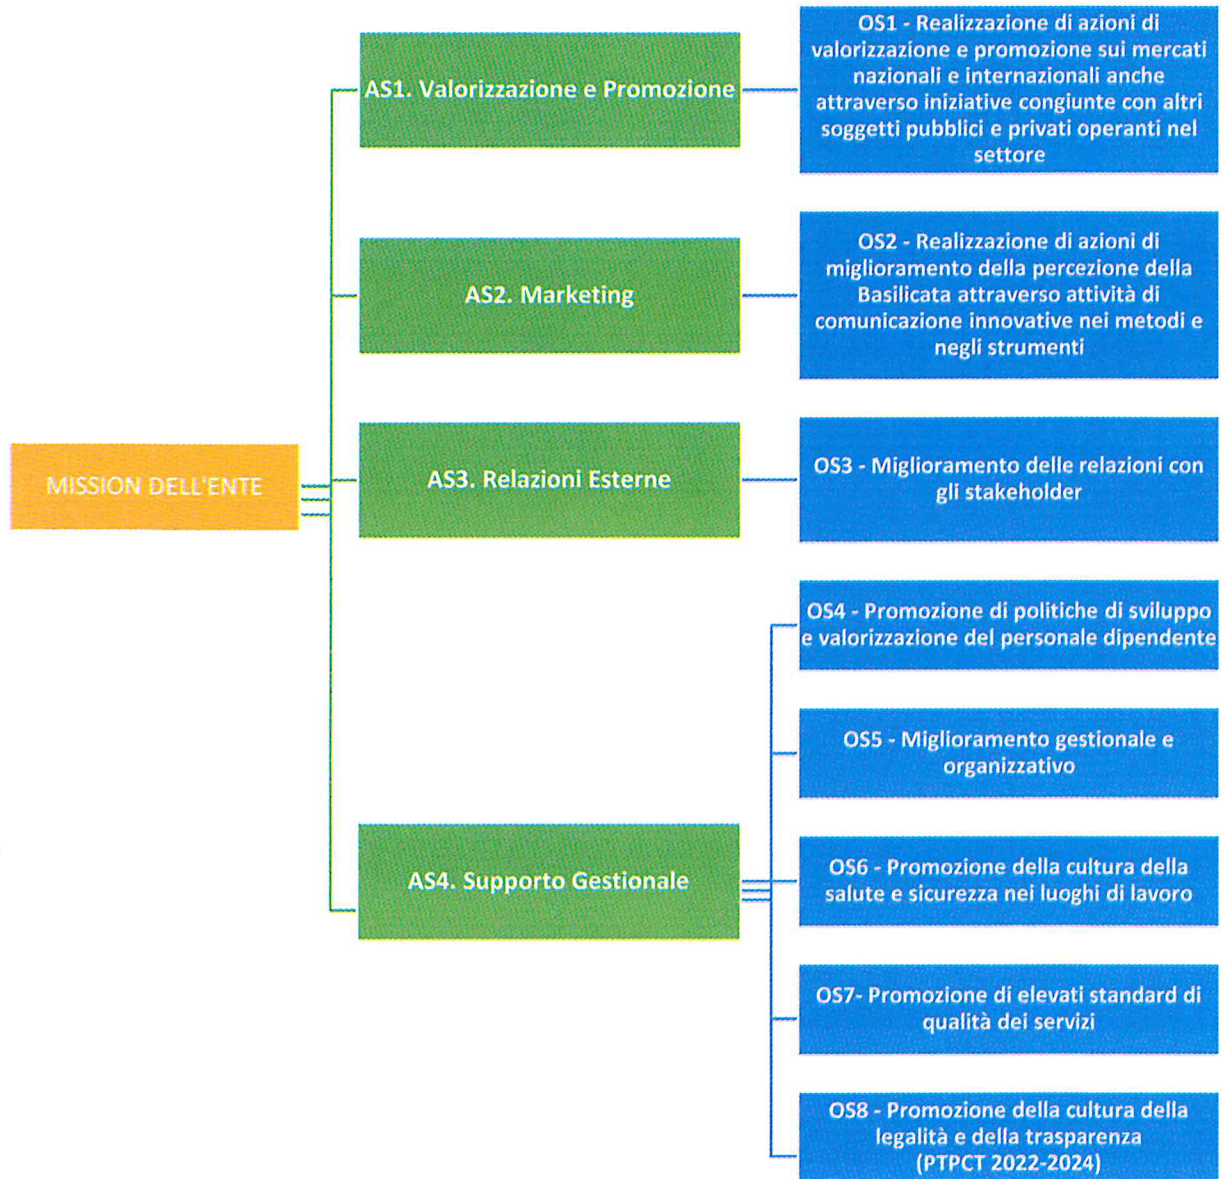 MISSION DELL'ENTE
AS1. Valorizzazione e Promozione
OS1 - Realizzazione di azioni di
valorizzazione e promozione sui mercati
nazionali e internazionali anche
attraverso iniziative congiunte con altri
soggetti pubblici e privati operanti nel
settore
AS2. Marketing
OS2 - Realizzazione di azioni di
miglioramento della percezione della
Basilicata attraverso attività di
comunicazione innovative nei metodi e
negli strumenti
AS3. Relazioni Esterne
OS3 - Miglioramento delle relazioni con
gli stakeholder
AS4. Supporto Gestionale
OS4 - Promozione di politiche di sviluppo
e valorizzazione del personale dipendente
OS5 - Miglioramento gestionale e
organizzativo
OS6 - Promozione della cultura della
salute e sicurezza nei luoghi di lavoro
OS7- Promozione di elevati standard di
qualità dei servizi
OS8 - Promozione della cultura della
legalità e della trasparenza
(PTPCT 2022-2024)